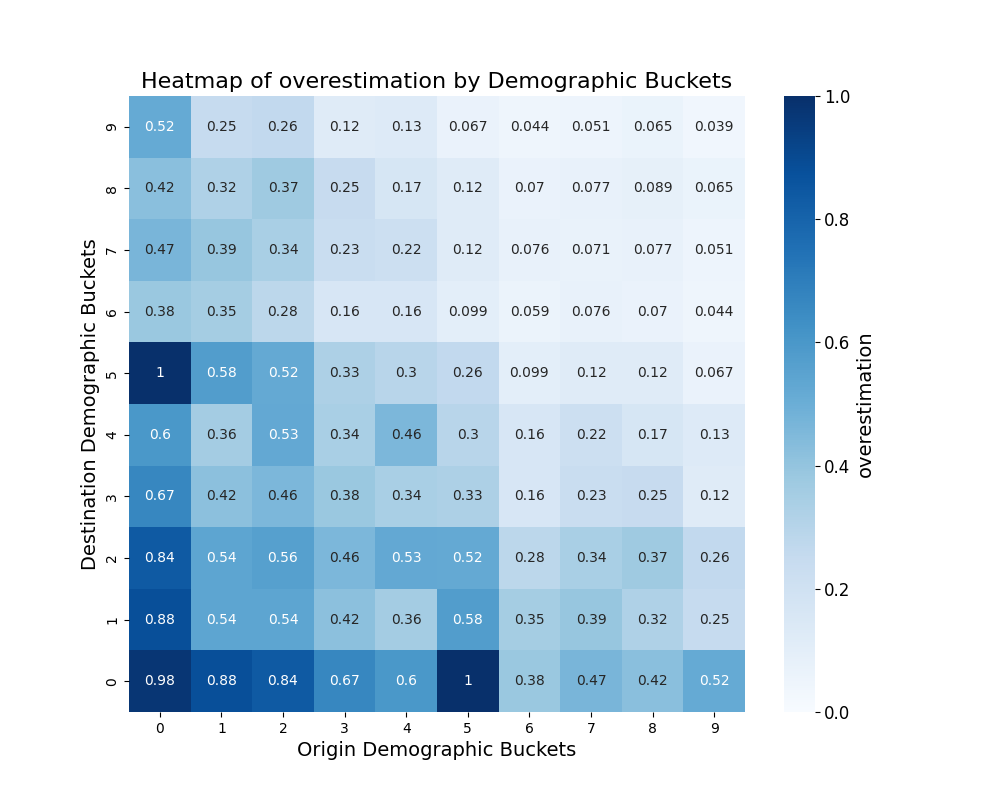 Heatmap of overestimation by Demographic Buckets
9 0.52 0.25 0.26 0.12 0.13 0.067 0.044 0.051 0.065 0.039
8 0.42 0.32 0.37 0.25 0.17 0.12 0.07 0.077 0.089 0.065
7 0.47 0.39 0.34 0.23 0.22 0.12 0.076 0.071 0.077 0.051
6 0.38 0.35 0.28 0.16 0.16 0.099 0.059 0.076 0.07 0.044
5 1 0.58 0.52 0.33 0.3 0.26 0.099 0.12 0.12 0.067
4 0.6 0.36 0.53 0.34 0.46 0.3 0.16 0.22 0.17 0.13
3 0.67 0.42 0.46 0.38 0.34 0.33 0.16 0.23 0.25 0.12
2 0.84 0.54 0.56 0.46 0.53 0.52 0.28 0.34 0.37 0.26
1 0.88 0.54 0.54 0.42 0.36 0.58 0.35 0.39 0.32 0.25
0 0.98 0.88 0.84 0.67 0.6 1 0.38 0.47 0.42 0.52
0 1 2 3 4 5 6 7 8 9
Origin Demographic Buckets
Destination Demographic Buckets
1.0
0.8
0.6
0.4
0.2
0.0
overestimation